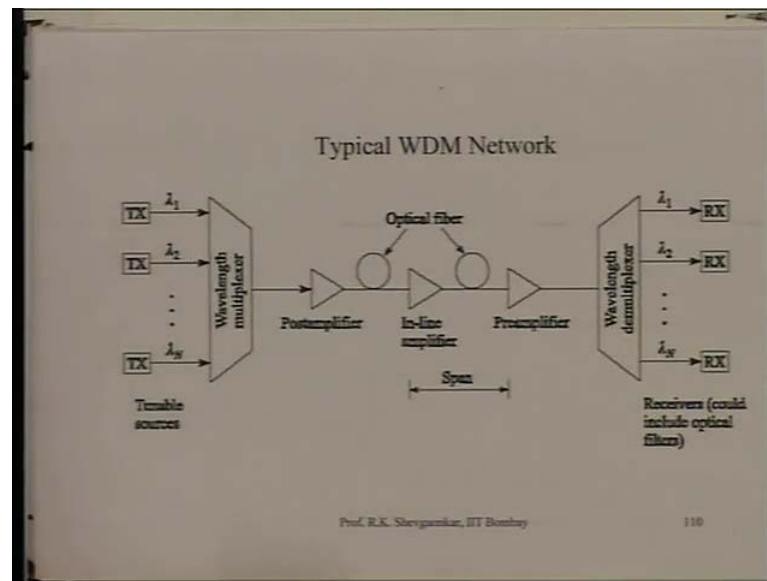 Typical WDM Network
TX λ1
TX λ2
TX λN
Tunable
sources
Wavelength
multiplexer
Optical fiber
Postamplifier
In-line
amplifier
Preamplifier
Span
Wavelength
demultiplexer
λ1 RX
λ2 RX
λN RX
Receivers (could
include optical
filters)
Prof. R.K. Shevgaonkar, IIT Bombay
110